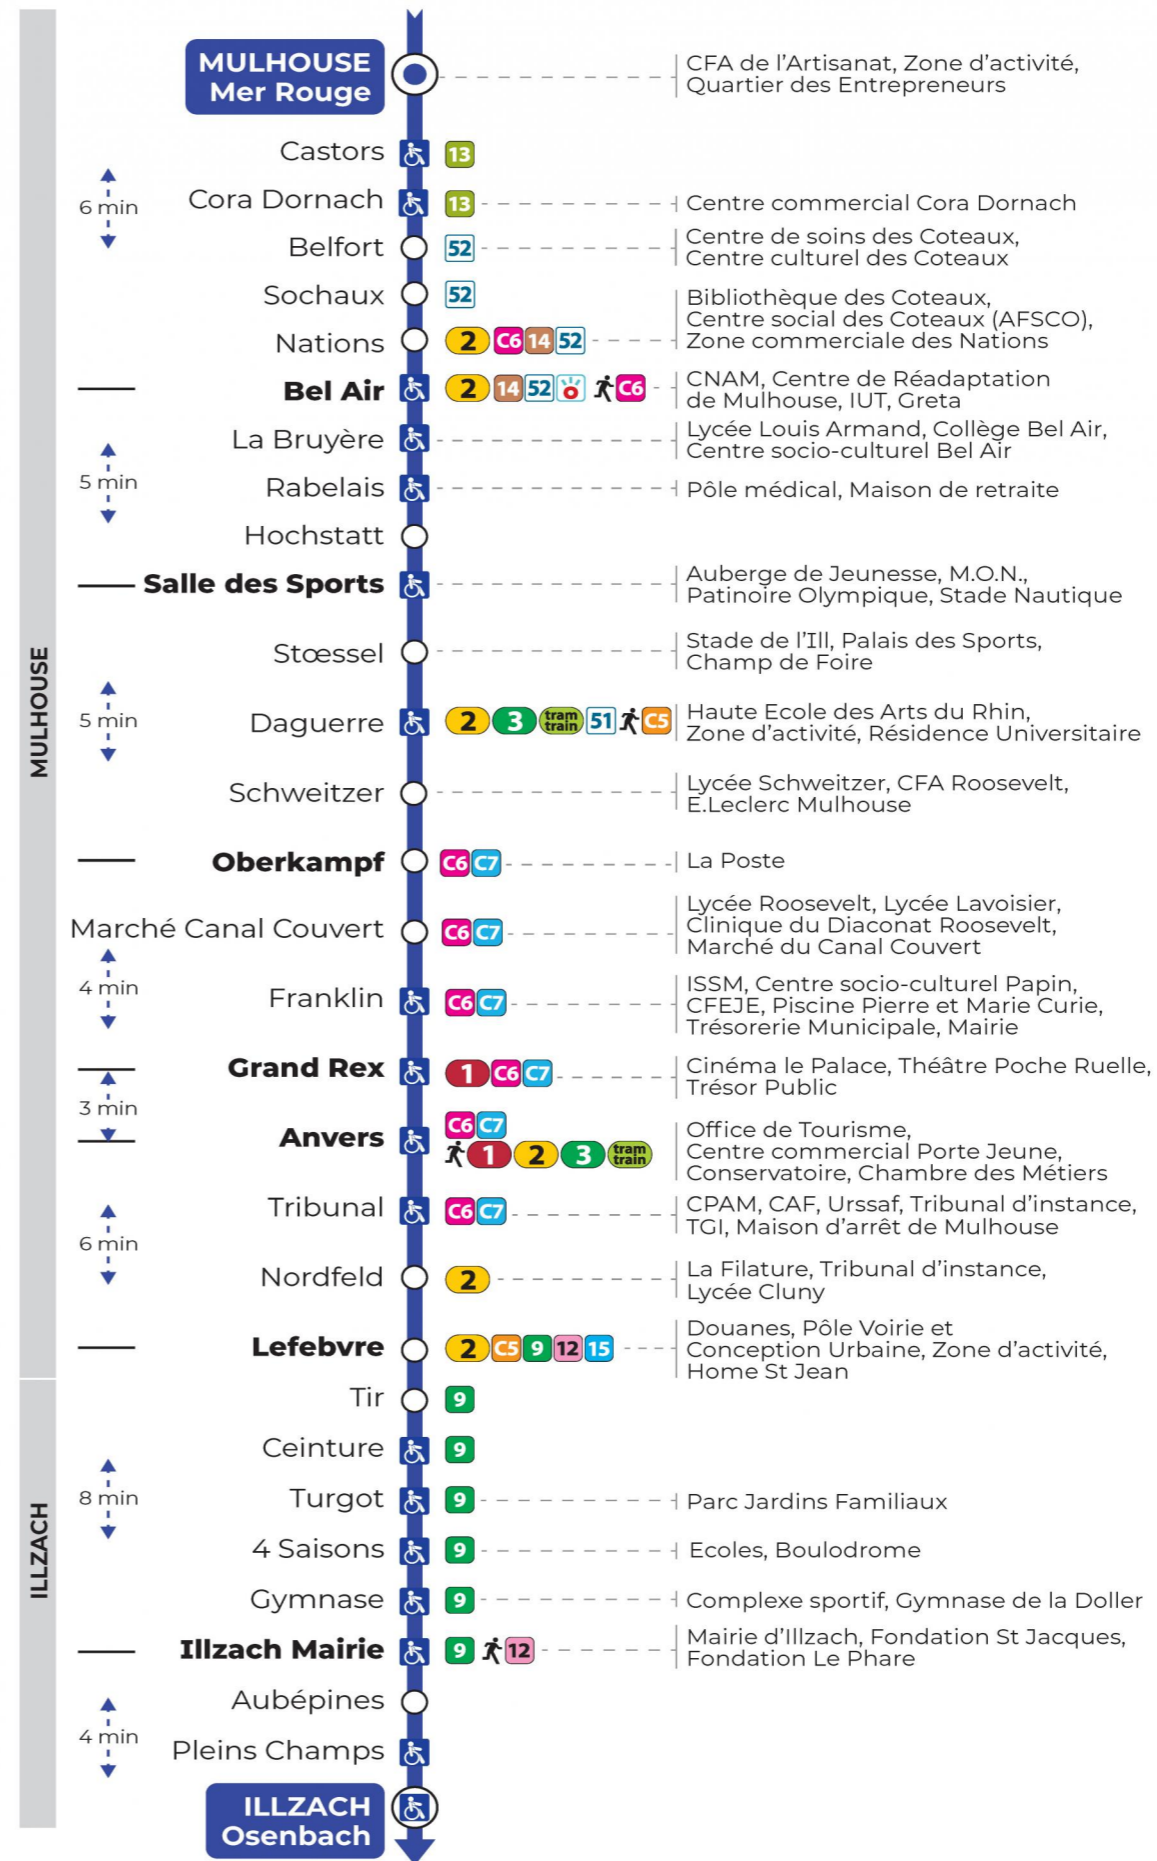 MULHOUSE
Mer Rouge
CFA de l'Artisanat, Zone d'activité,
Quartier des Entrepreneurs
Castors 13
6 min
Cora Dornach 13 Centre commercial Cora Dornach
Belfort 52
Centre de soins des Coteaux,
Centre culturel des Coteaux
Sochaux 52
Nations 2 C6 14 52
Bibliothèque des Coteaux,
Centre social des Coteaux (AFSCO),
Zone commerciale des Nations
Bel Air 2 14 52 C6
CNAM, Centre de Réadaptation
de Mulhouse, IUT, Greta
La Bruyère
Lycée Louis Armand, Collège Bel Air,
Centre socio-culturel Bel Air
5 min
Rabelais Pôle médical, Maison de retraite
Hochstatt
Salle des Sports
Auberge de Jeunesse, M.O.N.,
Patinoire Olympique, Stade Nautique
Stœssel
Stade de l'Ill, Palais des Sports,
Champ de Foire
MULHOUSE
5 min
Daguerre 2 3 tram train 51 C5
Haute Ecole des Arts du Rhin,
Zone d'activité, Résidence Universitaire
Schweitzer
Lycée Schweitzer, CFA Roosevelt,
E.Leclerc Mulhouse
Oberkampf C6 C7 La Poste
Marché Canal Couvert C6 C7
Lycée Roosevelt, Lycée Lavoisier,
Clinique du Diaconat Roosevelt,
Marché du Canal Couvert
4 min
Franklin C6 C7
ISSM, Centre socio-culturel Papin,
CFEJE, Piscine Pierre et Marie Curie,
Trésorerie Municipale, Mairie
Grand Rex 1 C6 C7
Cinéma le Palace, Théâtre Poche Ruelle,
Trésor Public
3 min
Anvers C6 C7
1 2 3 tram train
Office de Tourisme,
Centre commercial Porte Jeune,
Conservatoire, Chambre des Métiers
Tribunal C6 C7
CPAM, CAF, Urssaf, Tribunal d'instance,
TGI, Maison d'arrêt de Mulhouse
6 min
Nordfeld 2
La Filature, Tribunal d'instance,
Lycée Cluny
Lefebvre 2 C5 9 12 15
Douanes, Pôle Voirie et
Conception Urbaine, Zone d'activité,
Home St Jean
Tir 9
Ceinture 9
8 min
Turgot 9 Parc Jardins Familiaux
4 Saisons 9 Ecoles, Boulodrome
ILLZACH
Gymnase 9 Complexe sportif, Gymnase de la Doller
Illzach Mairie 9 12
Mairie d'Illzach, Fondation St Jacques,
Fondation Le Phare
Aubépines
4 min
Pleins Champs
ILLZACH
Osenbach